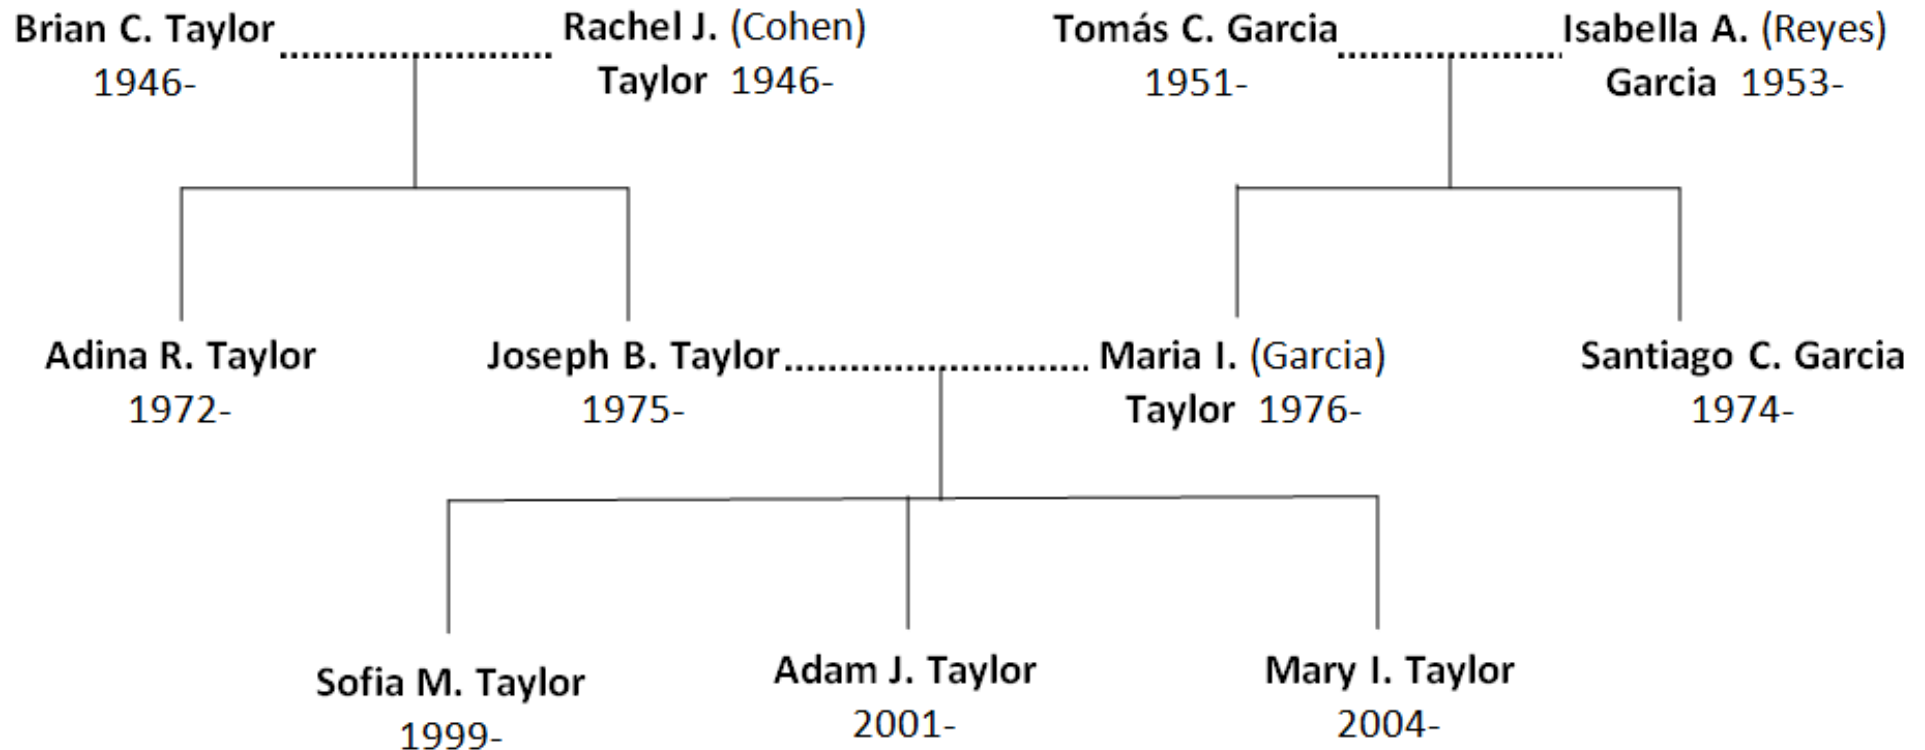 Brian C. Taylor
1946-
Rachel J. (Cohen)
Taylor 1946-
Tomás C. Garcia
1951-
Isabella A. (Reyes)
Garcia 1953-
Adina R. Taylor
1972-
Joseph B. Taylor
1975-
Maria I. (Garcia)
Taylor 1976-
Santiago C. Garcia
1974-
Sofia M. Taylor
1999-
Adam J. Taylor
2001-
Mary I. Taylor
2004-